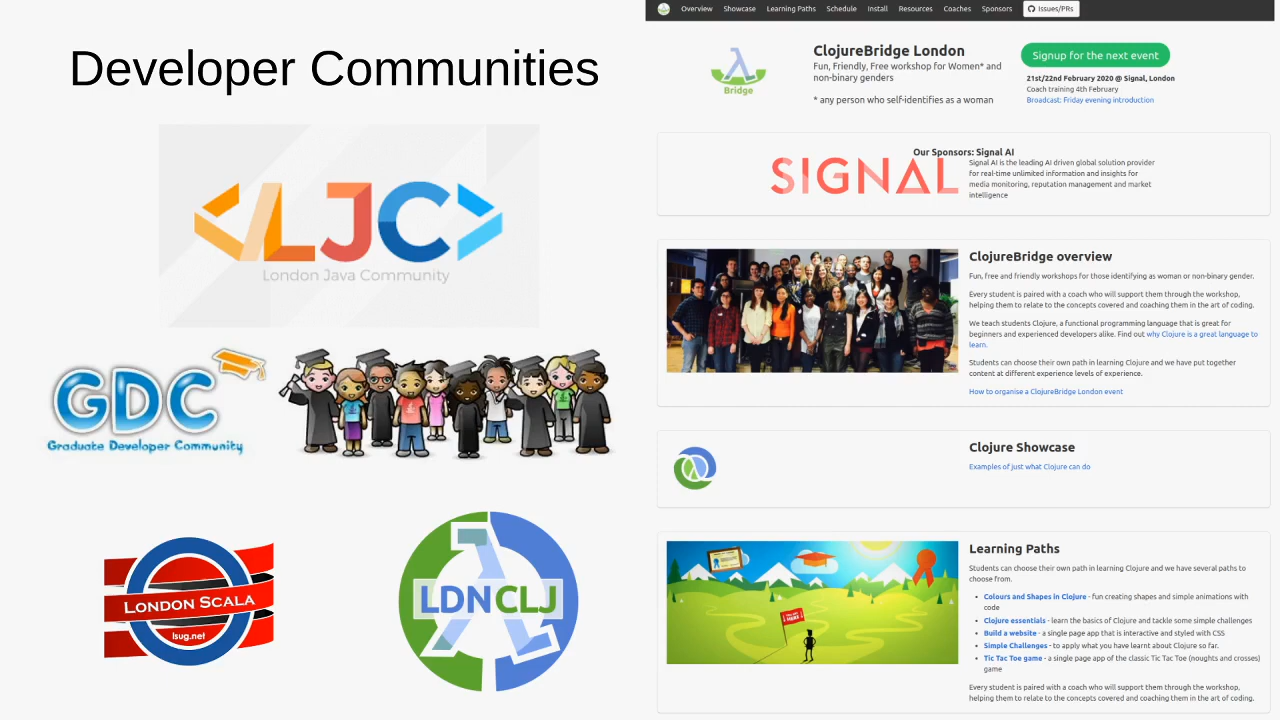 Developer Communities
<LJC>
London Java Community
GDC
Graduate Developer Community
LONDON SCALA
lsug.net
LDNCLJ
Overview Showcase Learning Paths Schedule Install Resources Coaches Sponsors Issues/PRs
Bridge
ClojureBridge London
Fun, Friendly, Free workshop for Women* and
non-binary genders
* any person who self-identifies as a woman
Signup for the next event
21st/22nd February 2020 @ Signal, London
Coach training 4th February
Broadcast: Friday evening introduction
Our Sponsors: Signal AI
SIGNAL
Signal AI is the leading AI driven global solution provider
for real-time unlimited information and insights for
media monitoring, reputation management and market
intelligence
ClojureBridge overview
Fun, free and friendly workshops for those identifying as woman or non-binary gender.
Every student is paired with a coach who will support them through the workshop,
helping them to relate to the concepts covered and coaching them in the art of coding.
We teach students Clojure, a functional programming language that is great for
beginners and experienced developers alike. Find out why Clojure is a great language to
learn.
Students can choose their own path in learning Clojure and we have put together
content at different experience levels of experience.
How to organise a ClojureBridge London event
Clojure Showcase
Examples of just what Clojure can do
Learning Paths
Students can choose their own path in learning Clojure and we have several paths to
choose from.
• Colours and Shapes in Clojure - fun creating shapes and simple animations with
code
• Clojure essentials - learn the basics of Clojure and tackle some simple challenges
• Build a website - a single page app that is interactive and styled with CSS
• Simple Challenges - to apply what you have learnt about Clojure so far.
• Tic Tac Toe game - a single page app of the classic Tic Tac Toe (noughts and crosses)
game
Every student is paired with a coach who will support them through the workshop,
helping them to relate to the concepts covered and coaching them in the art of coding.